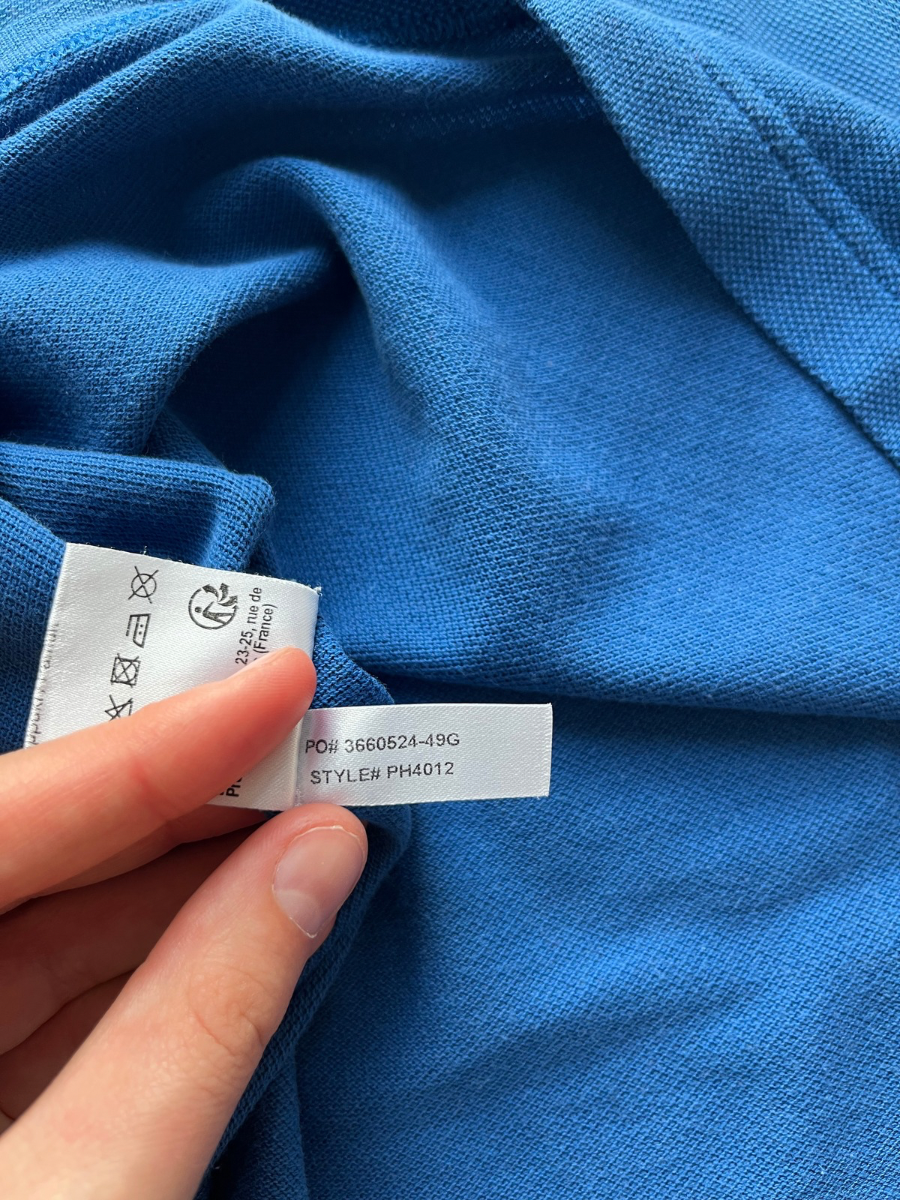 23-25, rue de
(France)
PO# 3660524-49G
STYLE# PH4012